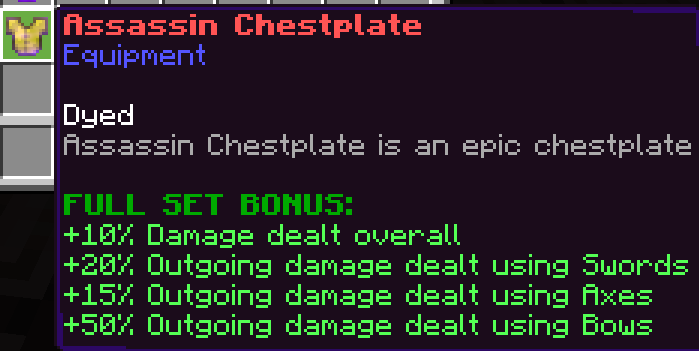 Assassin Chestplate
Equipment
Dyed
Assassin Chestplate is an epic chestplate
FULL SET BONUS:
+10% Damage dealt overall
+20% Outgoing damage dealt using Swords
+15% Outgoing damage dealt using Axes
+50% Outgoing damage dealt using Bows